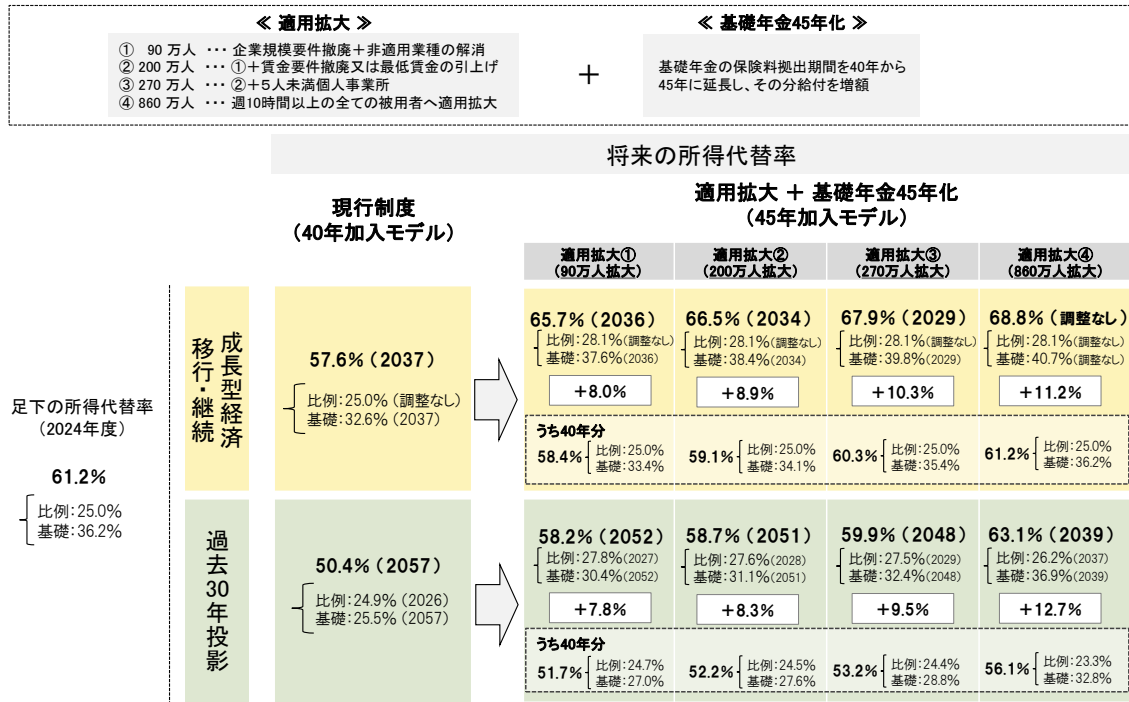 ≪ 適用拡大 ≫
① 90 万人 ･･･ 企業規模要件撤廃＋非適用業種の解消
② 200 万人 ･･･ ①＋賃金要件撤廃又は最低賃金の引上げ
③ 270 万人 ･･･ ②＋５人未満個人事業所
④ 860 万人 ･･･ 週10時間以上の全ての被用者へ適用拡大
＋
≪ 基礎年金45年化 ≫
基礎年金の保険料拠出期間を40年から
45年に延長し、その分給付を増額
将来の所得代替率
現行制度
（40年加入モデル）
適用拡大 ＋ 基礎年金45年化
（45年加入モデル）
適用拡大①
（90万人拡大）
適用拡大②
（200万人拡大）
適用拡大③
（270万人拡大）
適用拡大④
（860万人拡大）
足下の所得代替率
（2024年度）
61.2%
比例：25.0%
基礎：36.2%
成長型経済
移行・継続
57.6%（2037）
比例：25.0%（調整なし）
基礎：32.6%（2037）
65.7%（2036）
比例：28.1%（調整なし）
基礎：37.6%（2036）
＋8.0%
66.5%（2034）
比例：28.1%（調整なし）
基礎：38.4%（2034）
＋8.9%
67.9%（2029）
比例：28.1%（調整なし）
基礎：39.8%（2029）
＋10.3%
68.8%（調整なし）
比例：28.1%（調整なし）
基礎：40.7%（調整なし）
＋11.2%
うち40年分
58.4%
比例：25.0%
基礎：33.4%
59.1%
比例：25.0%
基礎：34.1%
60.3%
比例：25.0%
基礎：35.4%
61.2%
比例：25.0%
基礎：36.2%
過去30年投影
50.4%（2057）
比例：24.9%（2026）
基礎：25.5%（2057）
58.2%（2052）
比例：27.8%（2027）
基礎：30.4%（2052）
＋7.8%
58.7%（2051）
比例：27.6%（2028）
基礎：31.1%（2051）
＋8.3%
59.9%（2048）
比例：27.5%（2029）
基礎：32.4%（2048）
＋9.5%
63.1%（2039）
比例：26.2%（2037）
基礎：36.9%（2039）
＋12.7%
うち40年分
51.7%
比例：24.7%
基礎：27.0%
52.2%
比例：24.5%
基礎：27.6%
53.2%
比例：24.4%
基礎：28.8%
56.1%
比例：23.3%
基礎：32.8%